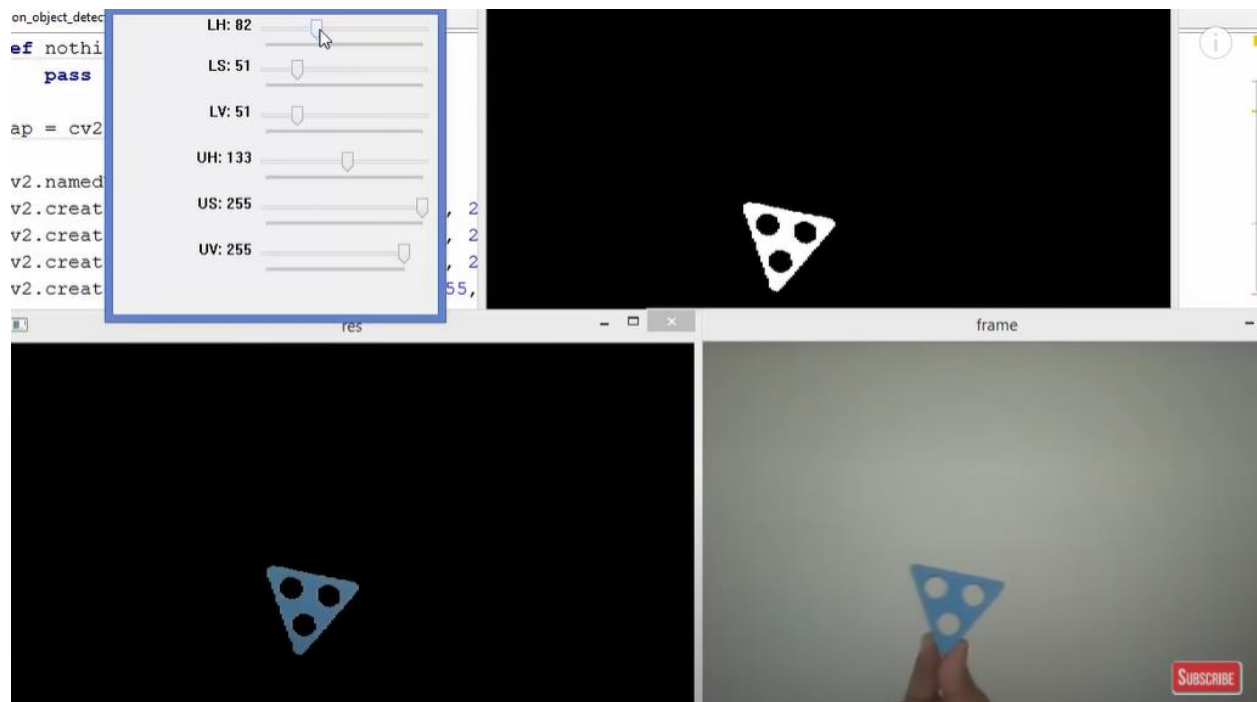 on_object_detec
ef nothi
pass
ap = cv2
v2.named
v2.creat
v2.creat
v2.creat
v2.creat
LH: 82
LS: 51
LV: 51
UH: 133
US: 255
UV: 255
, 2
, 2
, 2
55,
res
frame
SUBSCRIBE